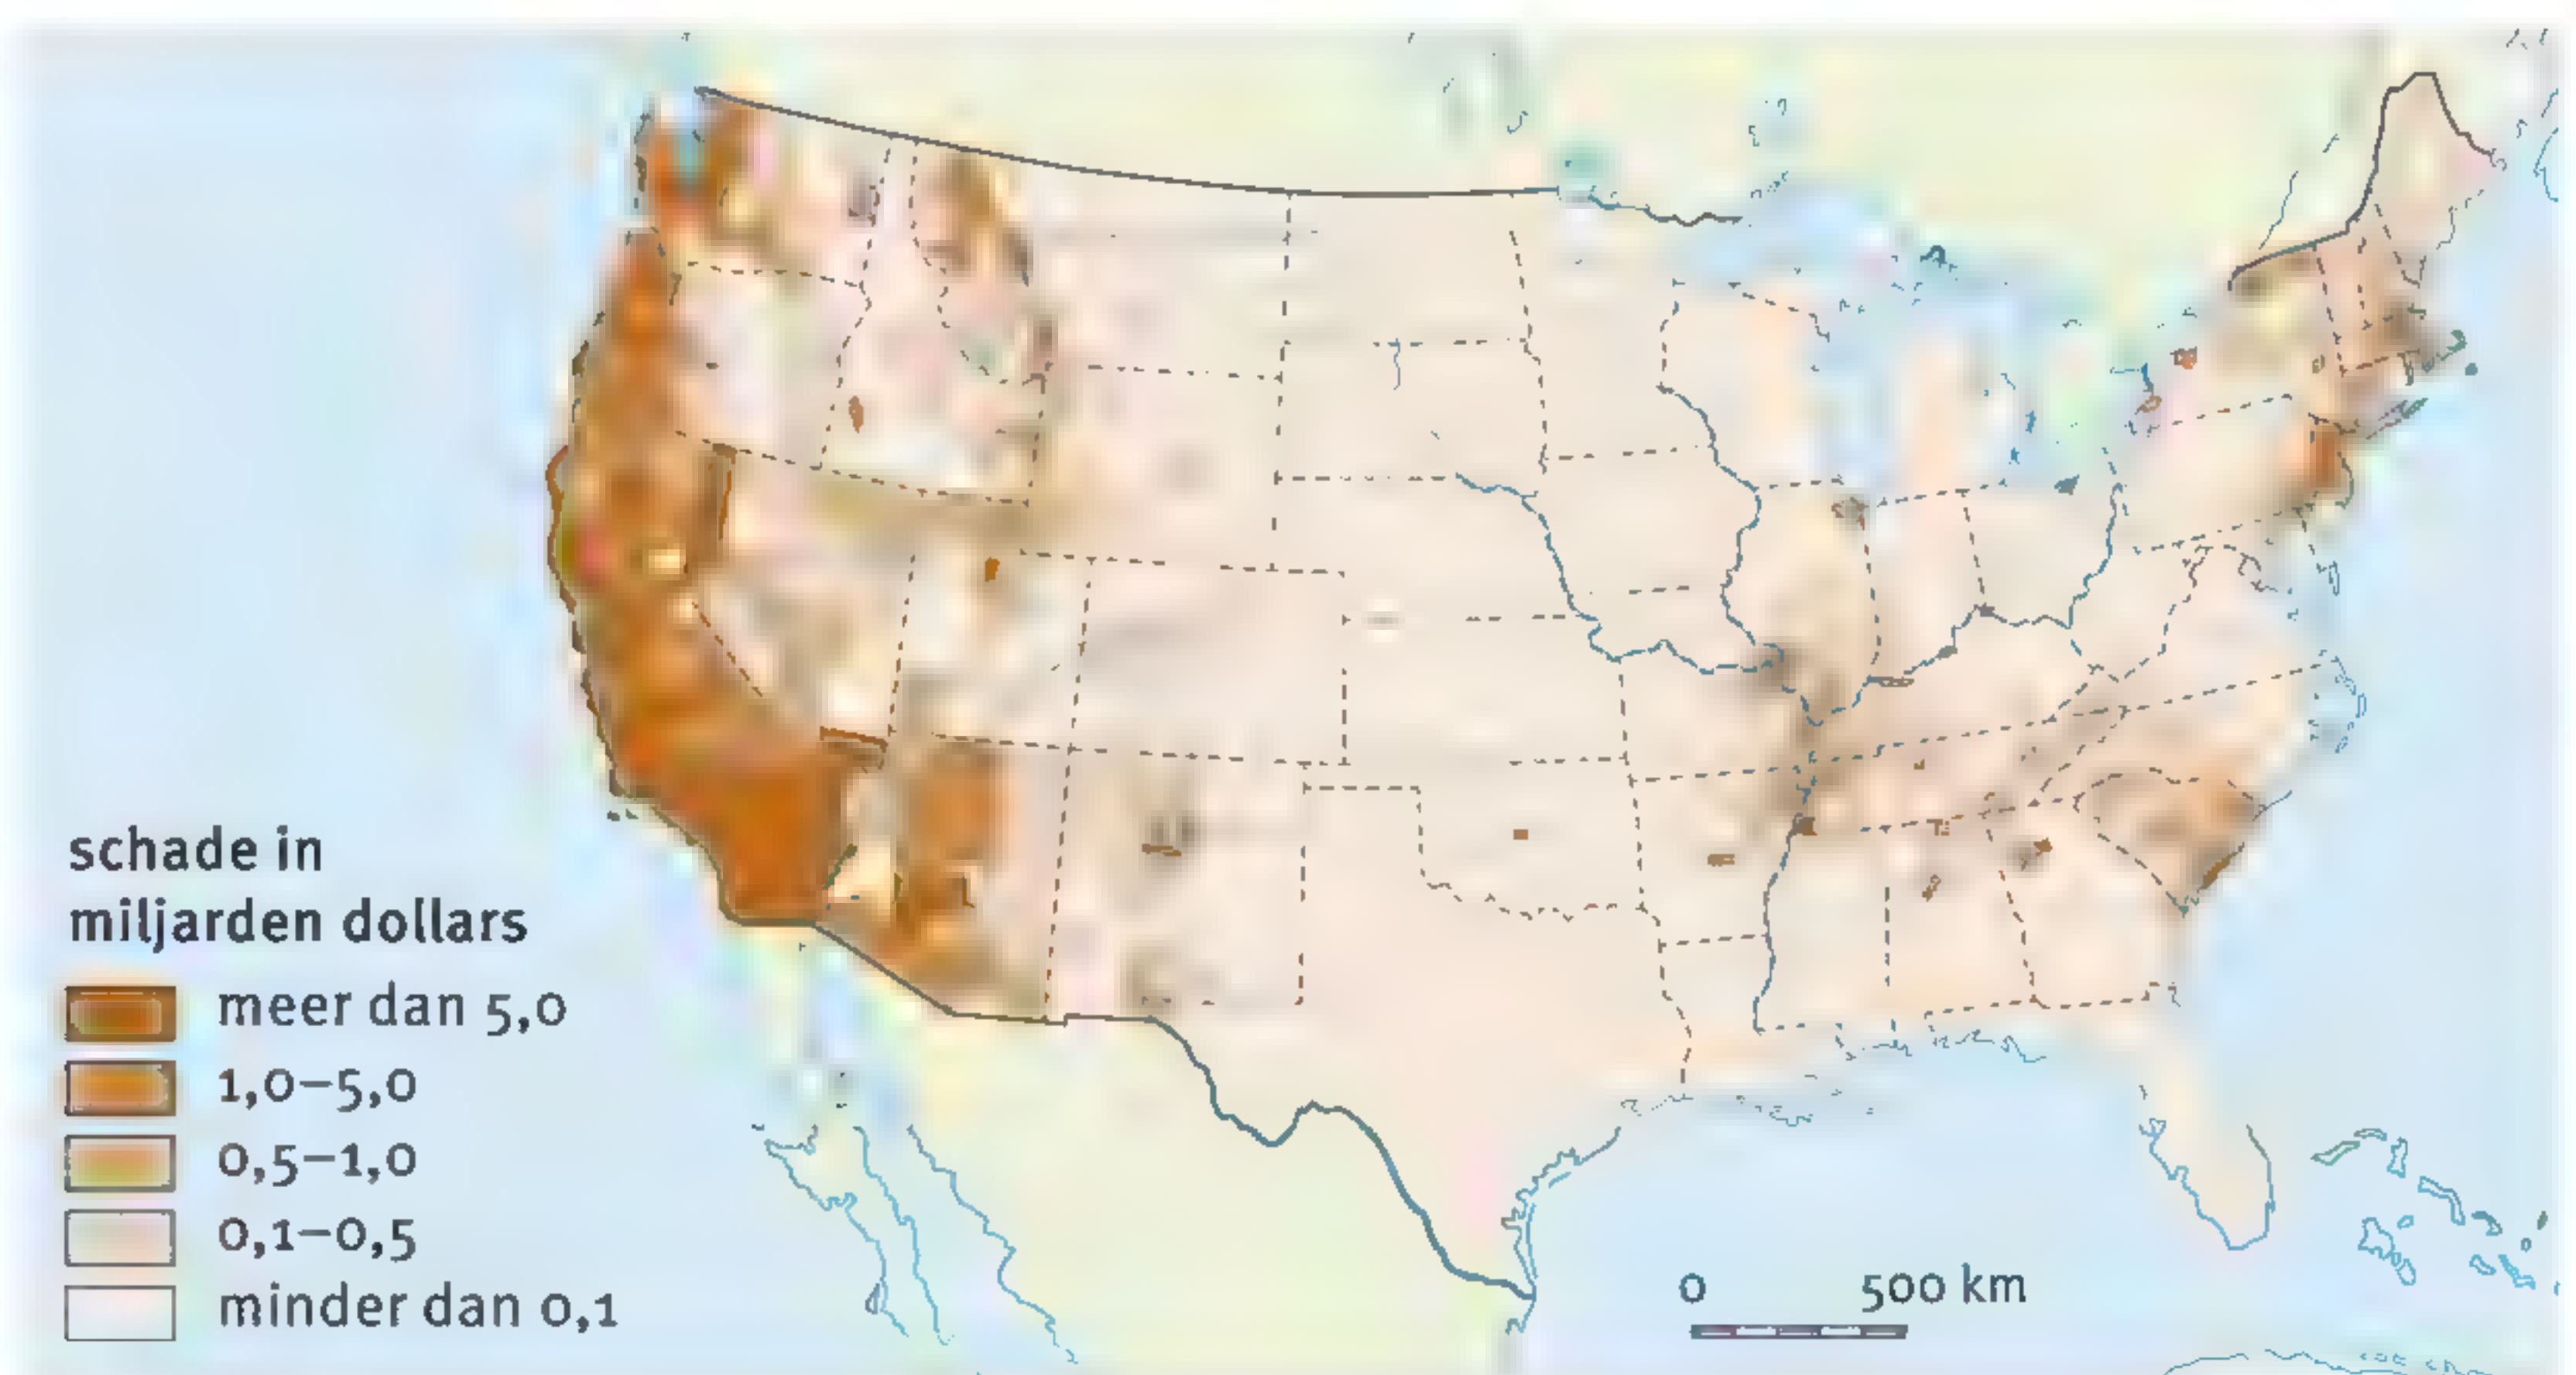 schade in
miljarden dollars
meer dan 5,0
1,0–5,0
0,5–1,0
0,1–0,5
minder dan 0,1
0 500 km